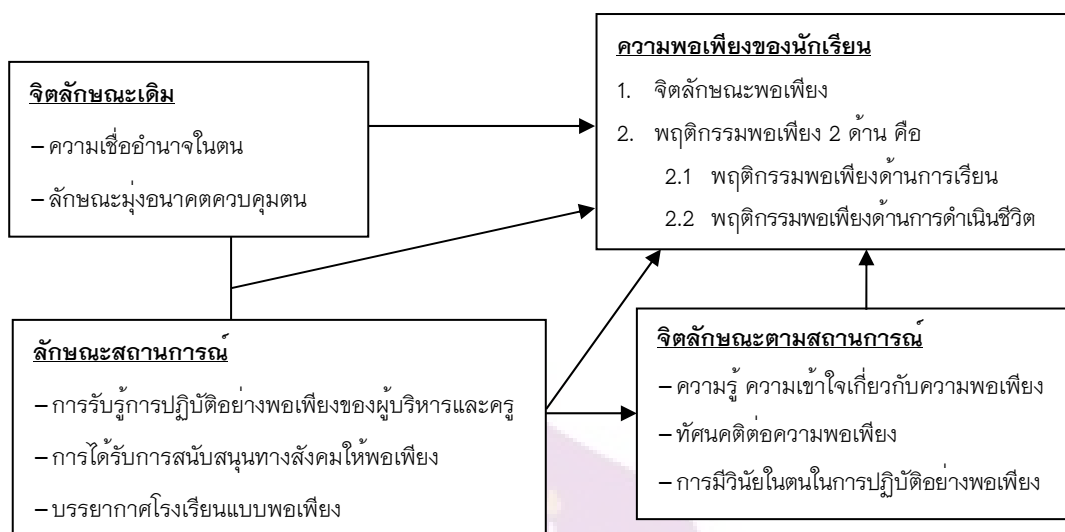 จิตลักษณะเดิม
– ความเชื่ออำนาจในตน
– ลักษณะมุ่งอนาคตควบคุมตน
ความพอเพียงของนักเรียน
1. จิตลักษณะพอเพียง
2. พฤติกรรมพอเพียง 2 ด้าน คือ
2.1 พฤติกรรมพอเพียงด้านการเรียน
2.2 พฤติกรรมพอเพียงด้านการดำเนินชีวิต
ลักษณะสถานการณ์
– การรับรู้การปฏิบัติอย่างพอเพียงของผู้บริหารและครู
– การได้รับการสนับสนุนทางสังคมให้พอเพียง
– บรรยากาศโรงเรียนแบบพอเพียง
จิตลักษณะตามสถานการณ์
– ความรู้ ความเข้าใจเกี่ยวกับความพอเพียง
– ทัศนคติต่อความพอเพียง
– การมีวินัยในตนในการปฏิบัติอย่างพอเพียง